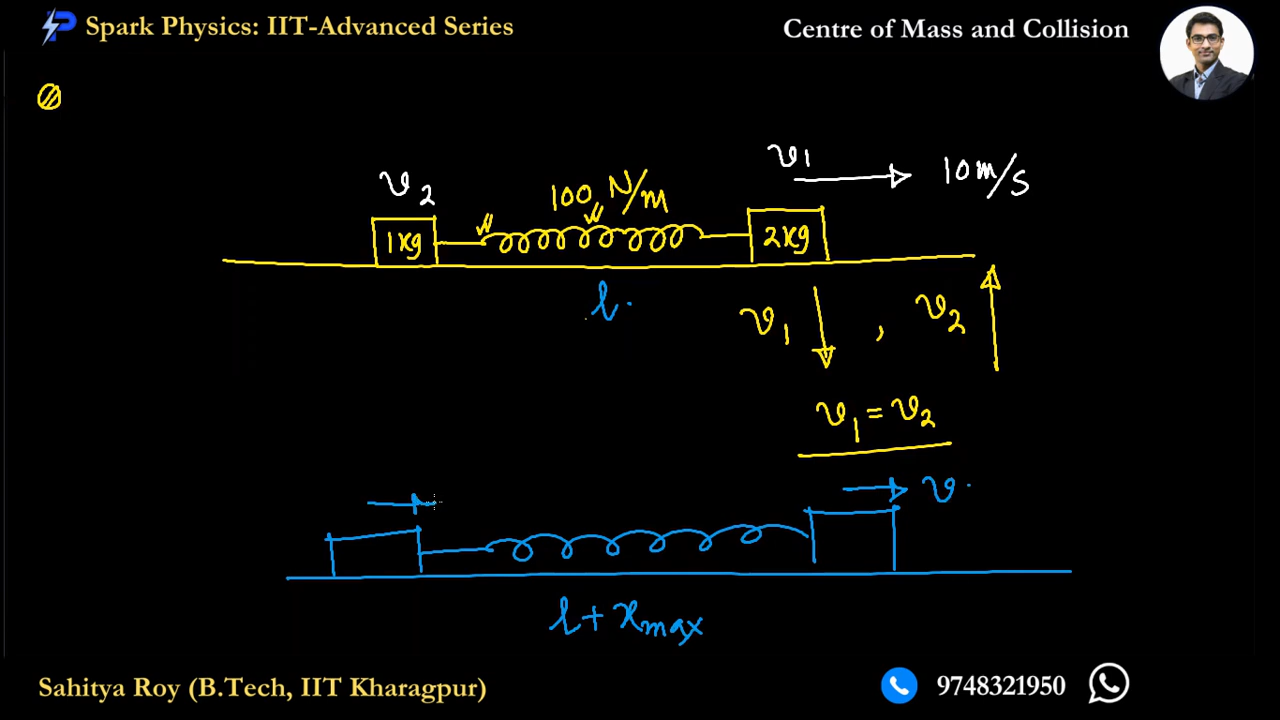 Spark Physics: IIT-Advanced Series
Centre of Mass and Collision
v1
10 m/s
v2
100 N/m
1kg
2kg
l.
v1 , v2
v1 = v2
v.
l + xmax
Sahitya Roy (B.Tech, IIT Kharagpur)
9748321950